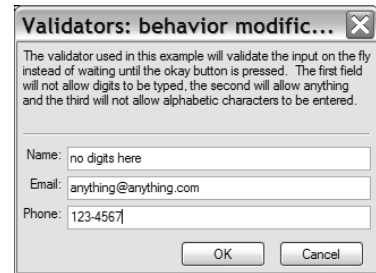 Validators: behavior modific...
The validator used in this example will validate the input on the fly
instead of waiting until the okay button is pressed. The first field
will not allow digits to be typed, the second will allow anything
and the third will not allow alphabetic characters to be entered.
Name: no digits here
Email: anything@anything.com
Phone: 123-4567
OK Cancel